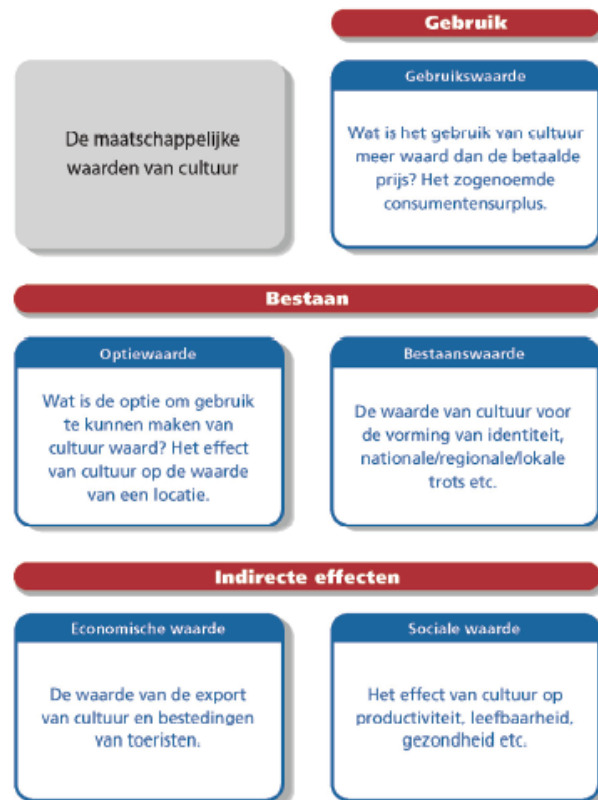 Gebruik
De maatschappelijke
waarden van cultuur
Gebruikswaarde
Wat is het gebruik van cultuur
meer waard dan de betaalde
prijs? Het zogenoemde
consumentensurplus.
Bestaan
Optiewaarde
Wat is de optie om gebruik
te kunnen maken van
cultuur waard? Het effect
van cultuur op de waarde
van een locatie.
Bestaanswaarde
De waarde van cultuur voor
de vorming van identiteit,
nationale/regionale/lokale
trots etc.
Indirecte effecten
Economische waarde
De waarde van de export
van cultuur en bestedingen
van toeristen.
Sociale waarde
Het effect van cultuur op
productiviteit, leefbaarheid,
gezondheid etc.